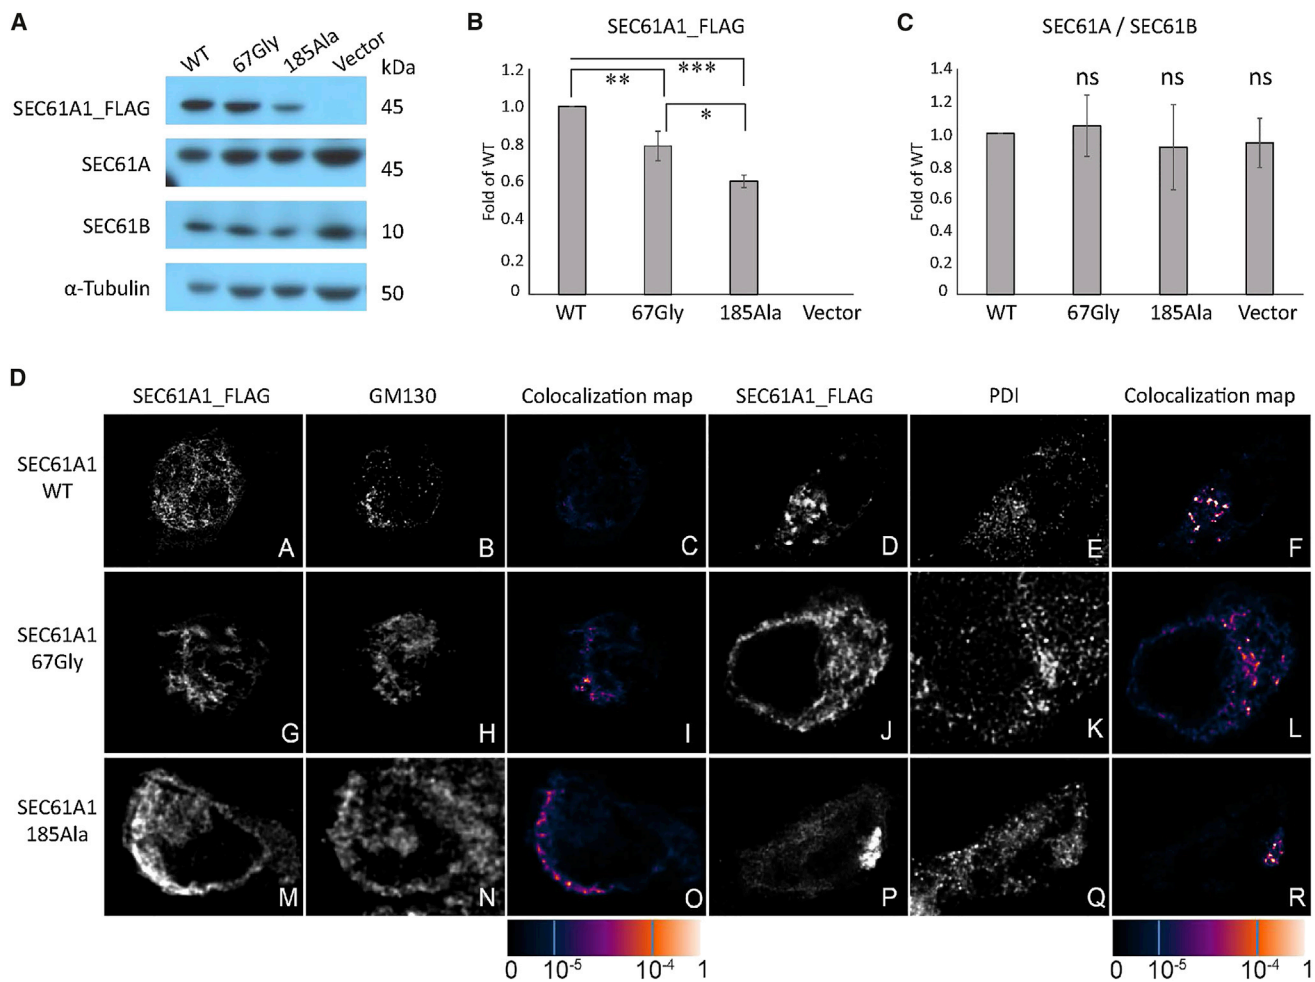 A
WT 67Gly 185Ala Vector kDa
SEC61A1_FLAG 45
SEC61A 45
SEC61B 10
α-Tubulin 50
B
SEC61A1_FLAG
***
**
*
Fold of WT
1.2
1.0
0.8
0.6
0.4
0.2
0
WT 67Gly 185Ala Vector
C
SEC61A / SEC61B
ns ns ns
Fold of WT
1.4
1.2
1.0
0.8
0.6
0.4
0.2
0
WT 67Gly 185Ala Vector
D
SEC61A1_FLAG GM130 Colocalization map SEC61A1_FLAG PDI Colocalization map
SEC61A1
WT
A B C D E F
SEC61A1
67Gly
G H I J K L
SEC61A1
185Ala
M N O P Q R
0 10-5 10-4 1
0 10-5 10-4 1